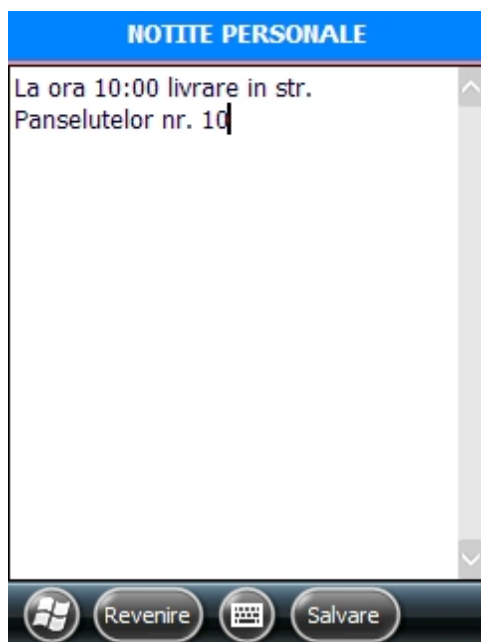 NOTITE PERSONALE
La ora 10:00 livrare in str.
Panselutelor nr. 10
Revenire
Salvare